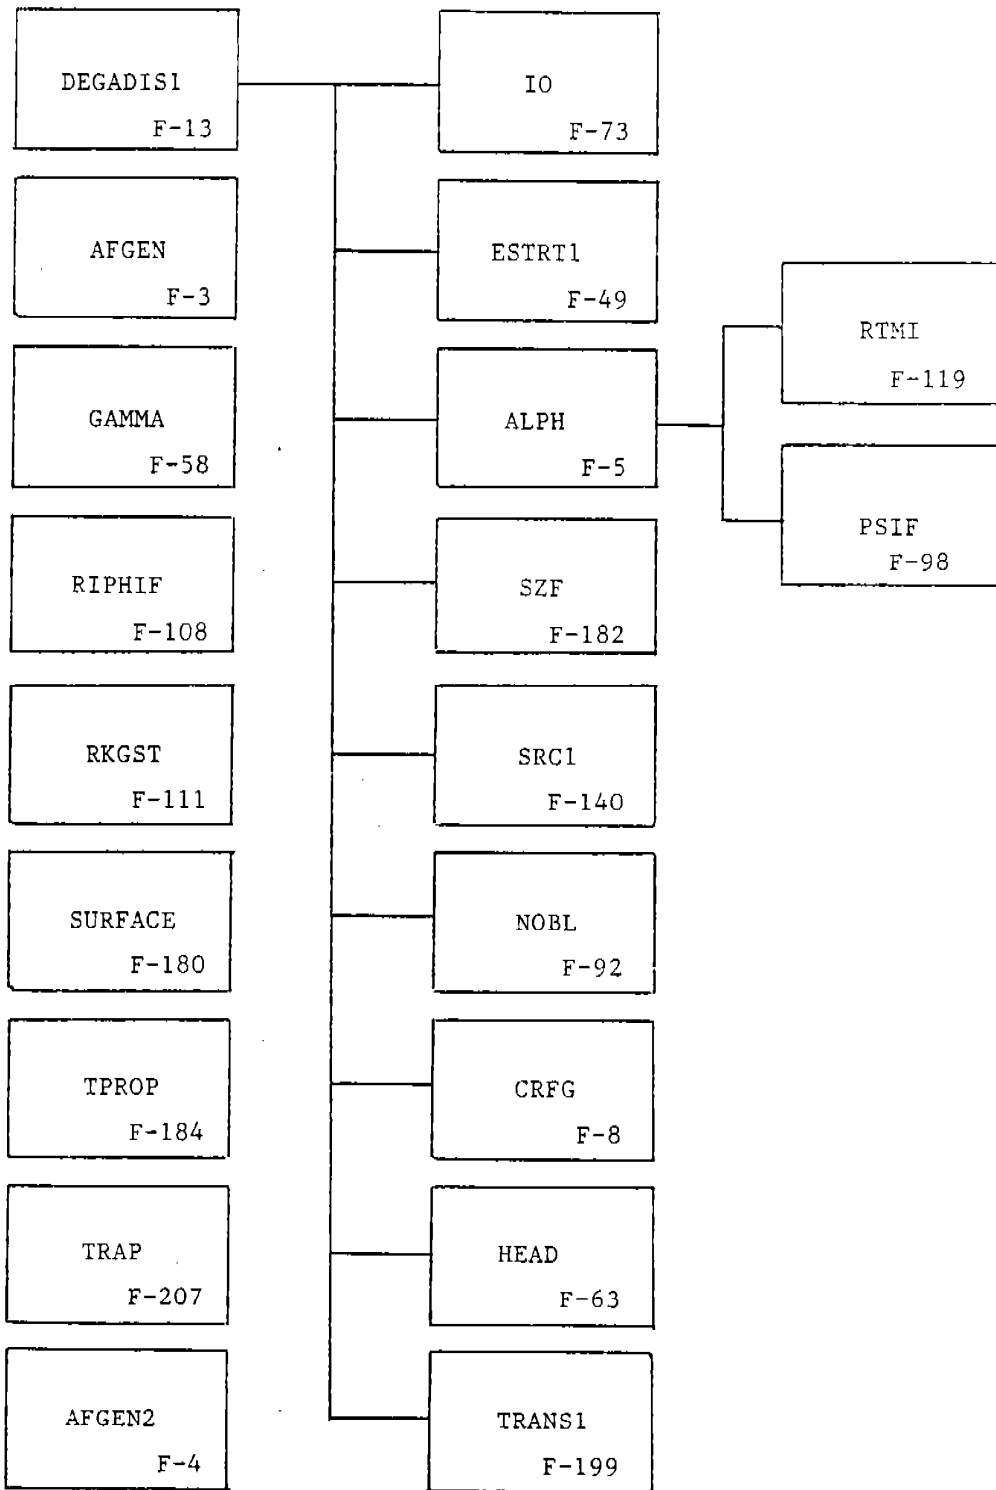 DEGADIS1
F-13
AFGEN
F-3
GAMMA
F-58
RIPHIF
F-108
RKGST
F-111
SURFACE
F-180
TPROP
F-184
TRAP
F-207
AFGEN2
F-4
IO
F-73
ESTRT1
F-49
ALPH
F-5
SZF
F-182
SRC1
F-140
NOBL
F-92
CRFG
F-8
HEAD
F-63
TRANS1
F-199
RTMI
F-119
PSIF
F-98